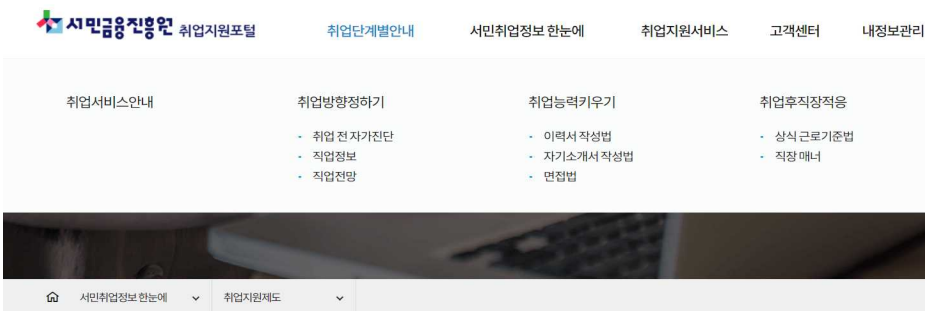 서민금융진흥원 취업지원포털 취업단계별안내 서민취업정보 한눈에 취업지원서비스 고객센터 내정보관리
취업서비스안내 취업방향정하기 취업능력키우기 취업후직장적응
- 취업 전 자가진단 - 이력서 작성법 - 상식 근로기준법
- 직업정보 - 자기소개서 작성법 - 직장 매너
- 직업전망 - 면접법
서민취업정보 한눈에 취업지원제도